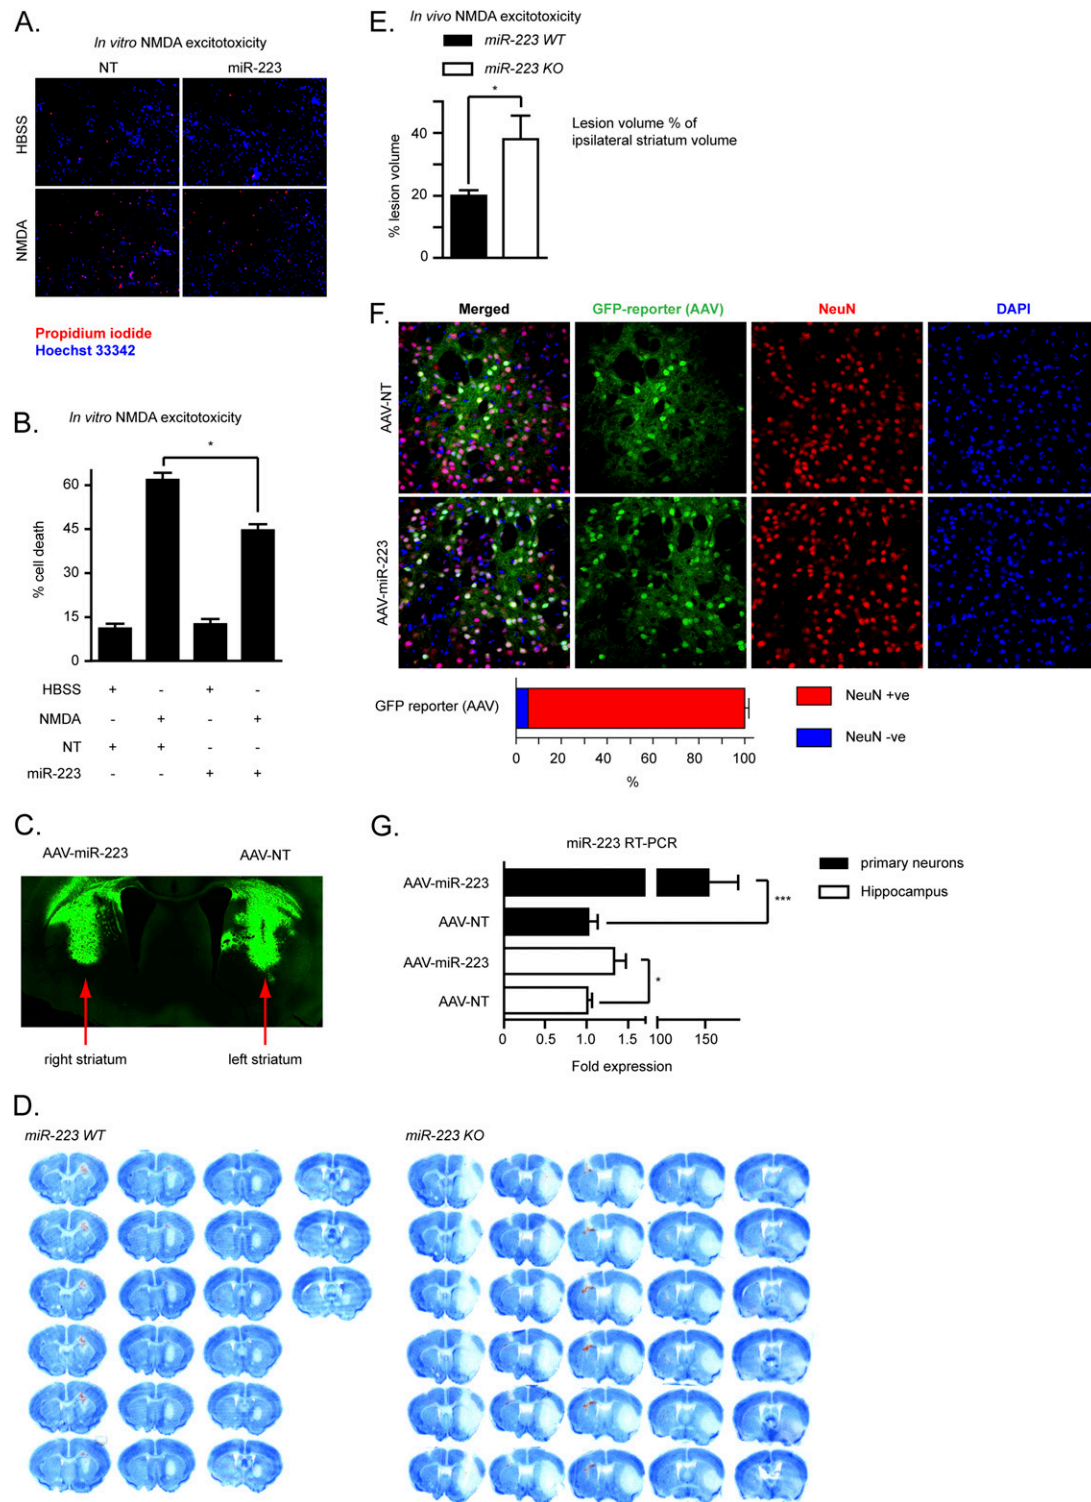 A.
In vitro NMDA excitotoxicity
NT miR-223
HBSS
NMDA
Propidium iodide
Hoechst 33342
B.
In vitro NMDA excitotoxicity
*
% cell death
60
45
30
15
0
HBSS + - + -
NMDA - + - +
NT + + - -
miR-223 - - + +
C.
AAV-miR-223 AAV-NT
right striatum left striatum
D.
miR-223 WT miR-223 KO
E.
In vivo NMDA excitotoxicity
miR-223 WT
miR-223 KO
*
% lesion volume
40
20
0
Lesion volume % of
ipsilateral striatum volume
F.
Merged GFP-reporter (AAV) NeuN DAPI
AAV-NT
AAV-miR-223
GFP reporter (AAV)
0 20 40 60 80 100
%
NeuN +ve
NeuN -ve
G.
miR-223 RT-PCR
AAV-miR-223
AAV-NT
AAV-miR-223
AAV-NT
***
*
0 0.5 1.0 1.5 100 150
Fold expression
primary neurons
Hippocampus